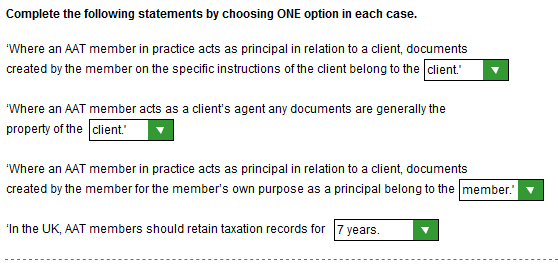 Complete the following statements by choosing ONE option in each case.
'Where an AAT member in practice acts as principal in relation to a client, documents
created by the member on the specific instructions of the client belong to the client.'
'Where an AAT member acts as a client's agent any documents are generally the
property of the client.'
'Where an AAT member in practice acts as principal in relation to a client, documents
created by the member for the member's own purpose as a principal belong to the member.'
'In the UK, AAT members should retain taxation records for 7 years.